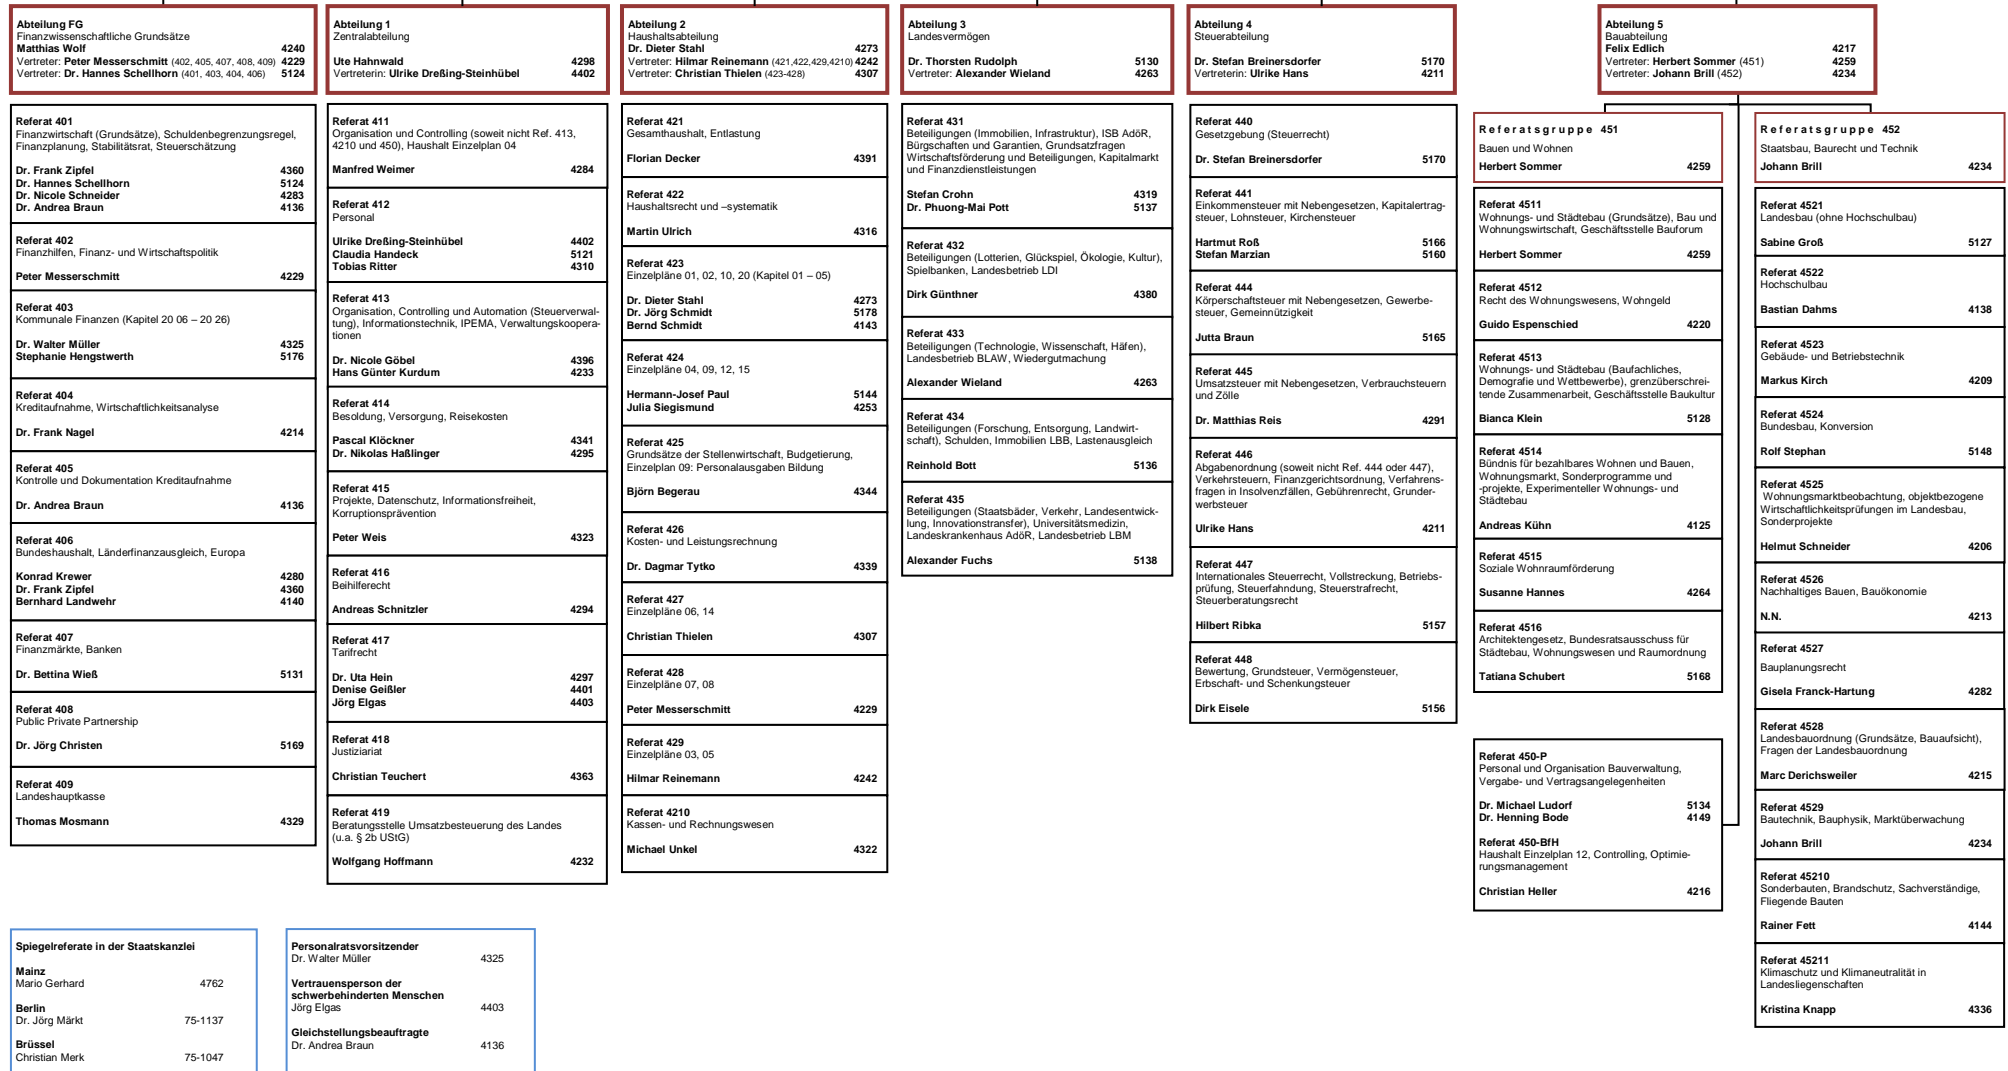 Abteilung FG
Finanzwissenschaftliche Grundsätze
Matthias Wolf 4240
Vertreter: Peter Messerschmitt (402, 405, 407, 408, 409) 4229
Vertreter: Dr. Hannes Schellhorn (401, 403, 404, 406) 5124
Referat 401
Finanzwirtschaft (Grundsätze), Schuldenbegrenzungsregel,
Finanzplanung, Stabilitätsrat, Steuerschätzung
Dr. Frank Zipfel 4360
Dr. Hannes Schellhorn 5124
Dr. Nicole Schneider 4283
Dr. Andrea Braun 4136
Referat 402
Finanzhilfen, Finanz- und Wirtschaftspolitik
Peter Messerschmitt 4229
Referat 403
Kommunale Finanzen (Kapitel 20 06 – 20 26)
Dr. Walter Müller 4325
Stephanie Hengstwerth 5176
Referat 404
Kreditaufnahme, Wirtschaftlichkeitsanalyse
Dr. Frank Nagel 4214
Referat 405
Kontrolle und Dokumentation Kreditaufnahme
Dr. Andrea Braun 4136
Referat 406
Bundeshaushalt, Länderfinanzausgleich, Europa
Konrad Krewer 4280
Dr. Frank Zipfel 4360
Bernhard Landwehr 4140
Referat 407
Finanzmärkte, Banken
Dr. Bettina Wieß 5131
Referat 408
Public Private Partnership
Dr. Jörg Christen 5169
Referat 409
Landeshauptkasse
Thomas Mosmann 4329
Abteilung 1
Zentralabteilung
Ute Hahnwald 4298
Vertreterin: Ulrike Dreßing-Steinhübel 4402
Referat 411
Organisation und Controlling (soweit nicht Ref. 413,
4210 und 450), Haushalt Einzelplan 04
Manfred Weimer 4284
Referat 412
Personal
Ulrike Dreßing-Steinhübel 4402
Claudia Handeck 5121
Tobias Ritter 4310
Referat 413
Organisation, Controlling und Automation (Steuerverwal-
tung), Informationstechnik, IPEMA, Verwaltungskoopera-
tionen
Dr. Nicole Göbel 4396
Hans Günter Kurdum 4233
Referat 414
Besoldung, Versorgung, Reisekosten
Pascal Klöckner 4341
Dr. Nikolas Haßlinger 4295
Referat 415
Projekte, Datenschutz, Informationsfreiheit,
Korruptionsprävention
Peter Weis 4323
Referat 416
Beihilferecht
Andreas Schnitzler 4294
Referat 417
Tarifrecht
Dr. Uta Hein 4297
Denise Geißler 4401
Jörg Elgas 4403
Referat 418
Justiziariat
Christian Teuchert 4363
Referat 419
Beratungsstelle Umsatzbesteuerung des Landes
(u.a. § 2b UStG)
Wolfgang Hoffmann 4232
Abteilung 2
Haushaltsabteilung
Dr. Dieter Stahl 4273
Vertreter: Hilmar Reinemann (421,422,429,4210) 4242
Vertreter: Christian Thielen (423-428) 4307
Referat 421
Gesamthaushalt, Entlastung
Florian Decker 4391
Referat 422
Haushaltsrecht und –systematik
Martin Ulrich 4316
Referat 423
Einzelpläne 01, 02, 10, 20 (Kapitel 01 – 05)
Dr. Dieter Stahl 4273
Dr. Jörg Schmidt 5178
Bernd Schmidt 4143
Referat 424
Einzelpläne 04, 09, 12, 15
Hermann-Josef Paul 5144
Julia Siegismund 4253
Referat 425
Grundsätze der Stellenwirtschaft, Budgetierung,
Einzelplan 09: Personalausgaben Bildung
Björn Begerau 4344
Referat 426
Kosten- und Leistungsrechnung
Dr. Dagmar Tytko 4339
Referat 427
Einzelpläne 06, 14
Christian Thielen 4307
Referat 428
Einzelpläne 07, 08
Peter Messerschmitt 4229
Referat 429
Einzelpläne 03, 05
Hilmar Reinemann 4242
Referat 4210
Kassen- und Rechnungswesen
Michael Unkel 4322
Abteilung 3
Landesvermögen
Dr. Thorsten Rudolph 5130
Vertreter: Alexander Wieland 4263
Referat 431
Beteiligungen (Immobilien, Infrastruktur), ISB AdöR,
Bürgschaften und Garantien, Grundsatzfragen
Wirtschaftsförderung und Beteiligungen, Kapitalmarkt
und Finanzdienstleistungen
Stefan Crohn 4319
Dr. Phuong-Mai Pott 5137
Referat 432
Beteiligungen (Lotterien, Glückspiel, Ökologie, Kultur),
Spielbanken, Landesbetrieb LDI
Dirk Günthner 4380
Referat 433
Beteiligungen (Technologie, Wissenschaft, Häfen),
Landesbetrieb BLAW, Wiedergutmachung
Alexander Wieland 4263
Referat 434
Beteiligungen (Forschung, Entsorgung, Landwirt-
schaft), Schulden, Immobilien LBB, Lastenausgleich
Reinhold Bott 5136
Referat 435
Beteiligungen (Staatsbäder, Verkehr, Landesentwick-
lung, Innovationstransfer), Universitätsmedizin,
Landeskrankenhaus AdöR, Landesbetrieb LBM
Alexander Fuchs 5138
Abteilung 4
Steuerabteilung
Dr. Stefan Breinersdorfer 5170
Vertreterin: Ulrike Hans 4211
Referat 440
Gesetzgebung (Steuerrecht)
Dr. Stefan Breinersdorfer 5170
Referat 441
Einkommensteuer mit Nebengesetzen, Kapitalertrag-
steuer, Lohnsteuer, Kirchensteuer
Hartmut Roß 5166
Stefan Marzian 5160
Referat 444
Körperschaftsteuer mit Nebengesetzen, Gewerbe-
steuer, Gemeinnützigkeit
Jutta Braun 5165
Referat 445
Umsatzsteuer mit Nebengesetzen, Verbrauchsteuern
und Zölle
Dr. Matthias Reis 4291
Referat 446
Abgabenordnung (soweit nicht Ref. 444 oder 447),
Verkehrsteuern, Finanzgerichtsordnung, Verfahrens-
fragen in Insolvenzfällen, Gebührenrecht, Grunder-
werbsteuer
Ulrike Hans 4211
Referat 447
Internationales Steuerrecht, Vollstreckung, Betriebs-
prüfung, Steuerfahndung, Steuerstrafrecht,
Steuerberatungsrecht
Hilbert Ribka 5157
Referat 448
Bewertung, Grundsteuer, Vermögensteuer,
Erbschaft- und Schenkungsteuer
Dirk Eisele 5156
Abteilung 5
Bauabteilung
Felix Edlich 4217
Vertreter: Herbert Sommer (451) 4259
Vertreter: Johann Brill (452) 4234
Referatsgruppe 451
Bauen und Wohnen
Herbert Sommer 4259
Referat 4511
Wohnungs- und Städtebau (Grundsätze), Bau und
Wohnungswirtschaft, Geschäftsstelle Bauforum
Herbert Sommer 4259
Referat 4512
Recht des Wohnungswesens, Wohngeld
Guido Espenschied 4220
Referat 4513
Wohnungs- und Städtebau (Baufachliches,
Demografie und Wettbewerbe), grenzüberschrei-
tende Zusammenarbeit, Geschäftsstelle Baukultur
Bianca Klein 5128
Referat 4514
Bündnis für bezahlbares Wohnen und Bauen,
Wohnungsmarkt, Sonderprogramme und
-projekte, Experimenteller Wohnungs- und
Städtebau
Andreas Kühn 4125
Referat 4515
Soziale Wohnraumförderung
Susanne Hannes 4264
Referat 4516
Architektengesetz, Bundesratsausschuss für
Städtebau, Wohnungswesen und Raumordnung
Tatiana Schubert 5168
Referat 450-P
Personal und Organisation Bauverwaltung,
Vergabe- und Vertragsangelegenheiten
Dr. Michael Ludorf 5134
Dr. Henning Bode 4149
Referat 450-BfH
Haushalt Einzelplan 12, Controlling, Optimie-
rungsmanagement
Christian Heller 4216
Referatsgruppe 452
Staatsbau, Baurecht und Technik
Johann Brill 4234
Referat 4521
Landesbau (ohne Hochschulbau)
Sabine Groß 5127
Referat 4522
Hochschulbau
Bastian Dahms 4138
Referat 4523
Gebäude- und Betriebstechnik
Markus Kirch 4209
Referat 4524
Bundesbau, Konversion
Rolf Stephan 5148
Referat 4525
Wohnungsmarktbeobachtung, objektbezogene
Wirtschaftlichkeitsprüfungen im Landesbau,
Sonderprojekte
Helmut Schneider 4206
Referat 4526
Nachhaltiges Bauen, Bauökonomie
N.N. 4213
Referat 4527
Bauplanungsrecht
Gisela Franck-Hartung 4282
Referat 4528
Landesbauordnung (Grundsätze, Bauaufsicht),
Fragen der Landesbauordnung
Marc Derichsweiler 4215
Referat 4529
Bautechnik, Bauphysik, Marktüberwachung
Johann Brill 4234
Referat 45210
Sonderbauten, Brandschutz, Sachverständige,
Fliegende Bauten
Rainer Fett 4144
Referat 45211
Klimaschutz und Klimaneutralität in
Landesliegenschaften
Kristina Knapp 4336
Spiegelreferate in der Staatskanzlei
Mainz
Mario Gerhard 4762
Berlin
Dr. Jörg Märkt 75-1137
Brüssel
Christian Merk 75-1047
Personalratsvorsitzender
Dr. Walter Müller 4325
Vertrauensperson der
schwerbehinderten Menschen
Jörg Elgas 4403
Gleichstellungsbeauftragte
Dr. Andrea Braun 4136